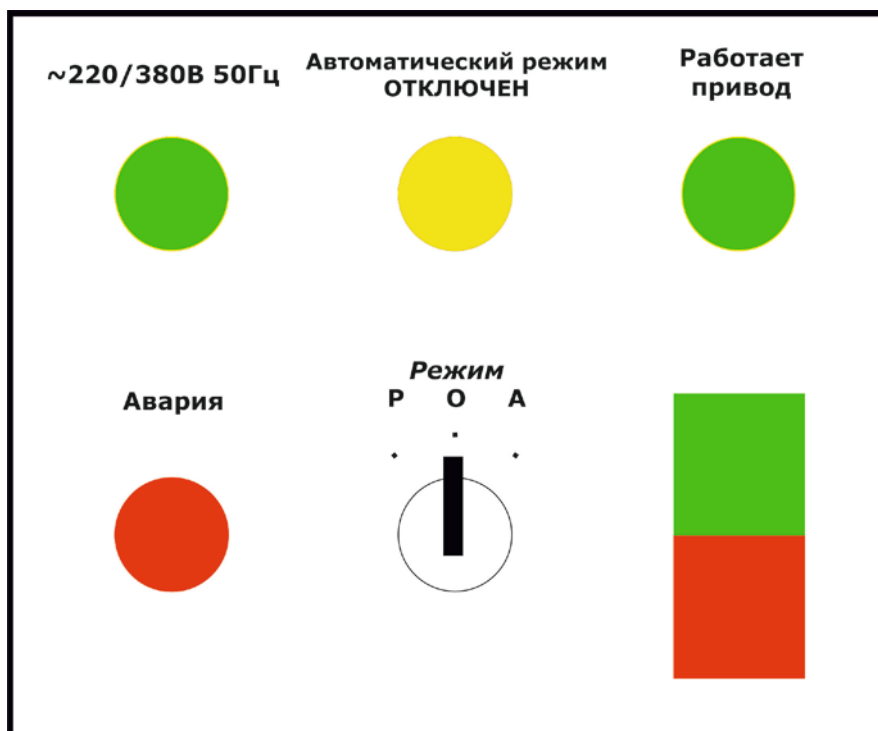 ~220/380В 50Гц
Автоматический режим
ОТКЛЮЧЕН
Работает
привод
Авария
Режим
Р О А